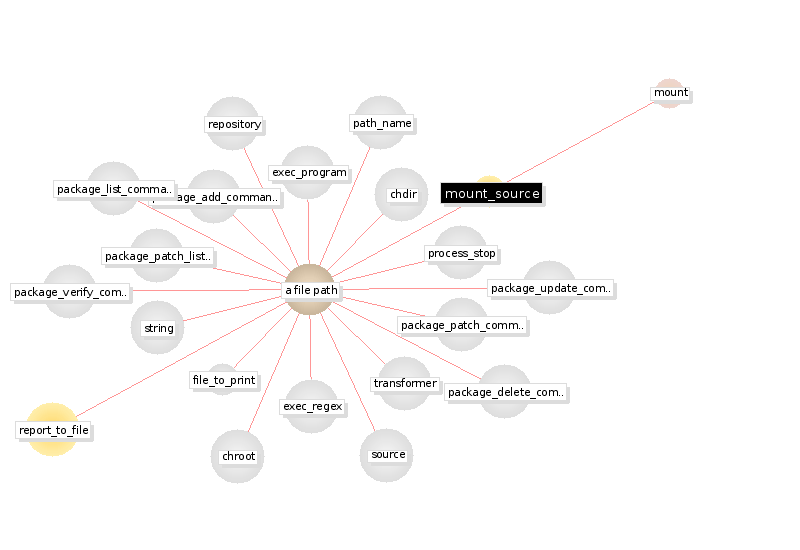 mount
repository
path_name
exec_program
package_list_comma..
package_add_comman..
chdir
mount_source
package_patch_list..
process_stop
package_verify_com..
a file path
package_update_com..
string
package_patch_comm..
file_to_print
transformer
package_delete_com..
exec_regex
report_to_file
chroot
source